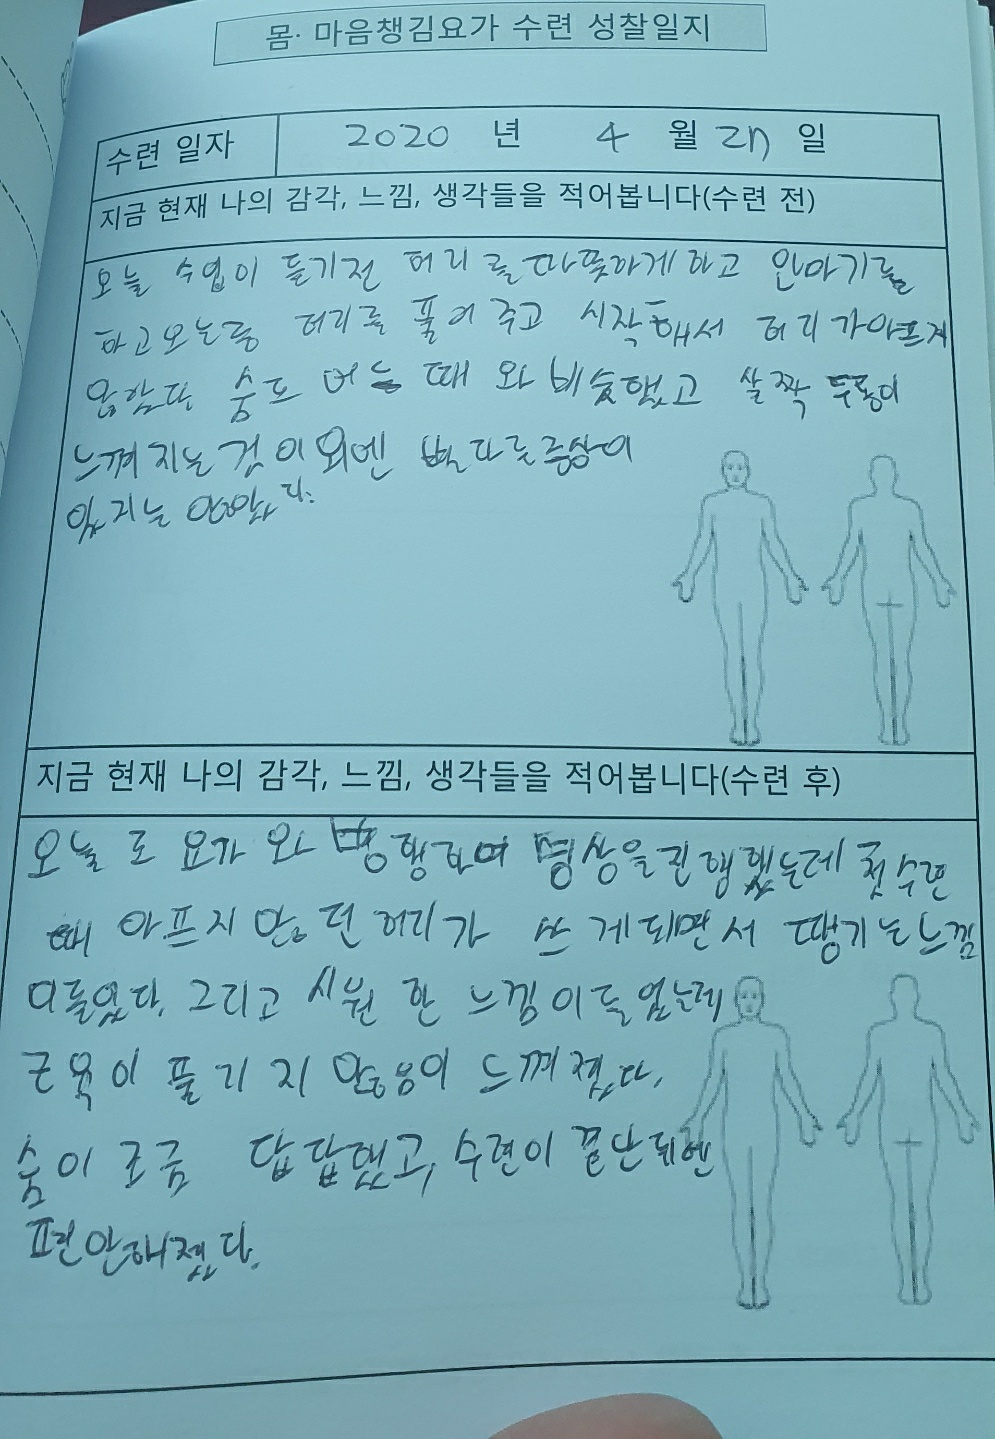 몸· 마음챙김요가 수련 성찰일지
수련 일자 2020 년 4 월 27 일
지금 현재 나의 감각, 느낌, 생각들을 적어봅니다(수련 전)
오늘 수업이 듣기전 허리를 따뜻하게 하고 안마기를
하고 오는등 허리를 풀어 주고 시작해서 허리가 아프지
않았다 숨도 여느 때 와 비슷했고 살짝 두통이
느껴지는 것 이외엔 별다른 증상이
있지는 않았다.
지금 현재 나의 감각, 느낌, 생각들을 적어봅니다(수련 후)
오늘도 요가 와 병행하여 명상을 진행했는데 첫 수련
때 아프지 않던 허리가 쓰게되면서 땡기는 느낌
이 들었다. 그리고 시원 한 느낌이 들었는데
근육이 풀기지 않음이 느껴졌다.
숨이 조금 답답했고, 수련이 끝난 뒤엔
편안해졌다.